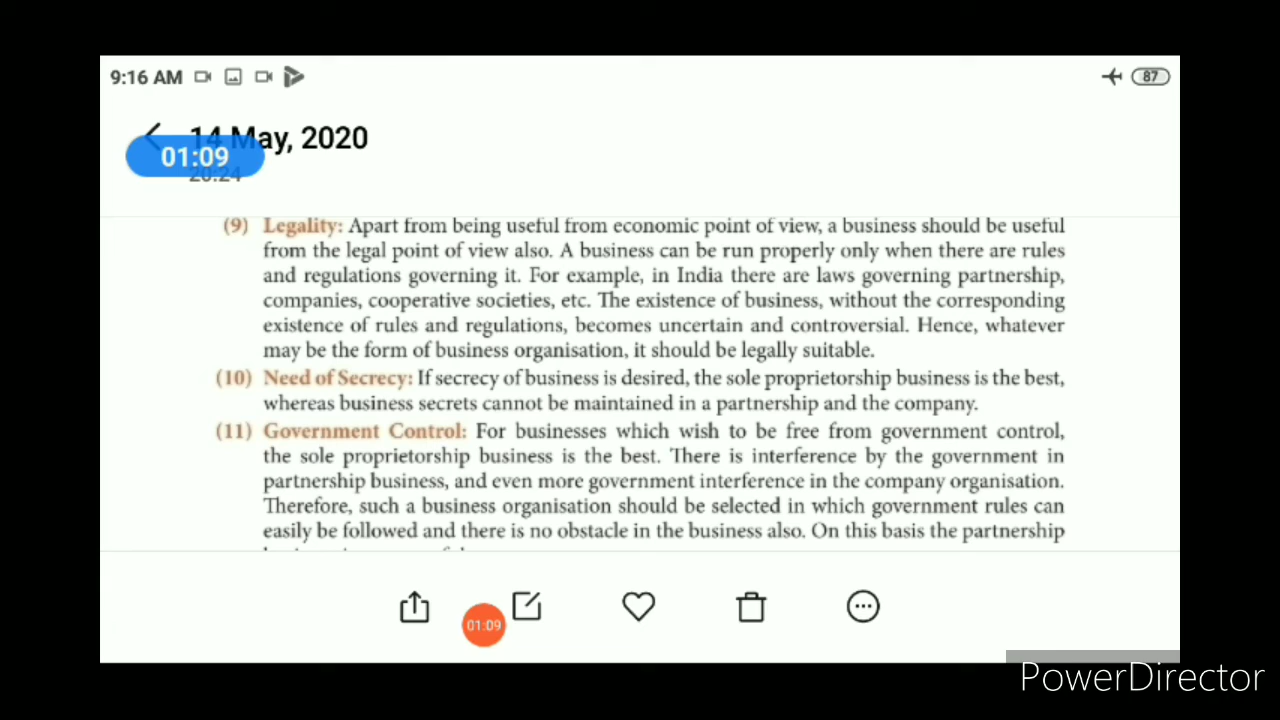 9:16 AM
87
14 May, 2020
01:09
20:24
(9) Legality: Apart from being useful from economic point of view, a business should be useful
from the legal point of view also. A business can be run properly only when there are rules
and regulations governing it. For example, in India there are laws governing partnership,
companies, cooperative societies, etc. The existence of business, without the corresponding
existence of rules and regulations, becomes uncertain and controversial. Hence, whatever
may be the form of business organisation, it should be legally suitable.
(10) Need of Secrecy: If secrecy of business is desired, the sole proprietorship business is the best,
whereas business secrets cannot be maintained in a partnership and the company.
(11) Government Control: For businesses which wish to be free from government control,
the sole proprietorship business is the best. There is interference by the government in
partnership business, and even more government interference in the company organisation.
Therefore, such a business organisation should be selected in which government rules can
easily be followed and there is no obstacle in the business also. On this basis the partnership
01:09
PowerDirector